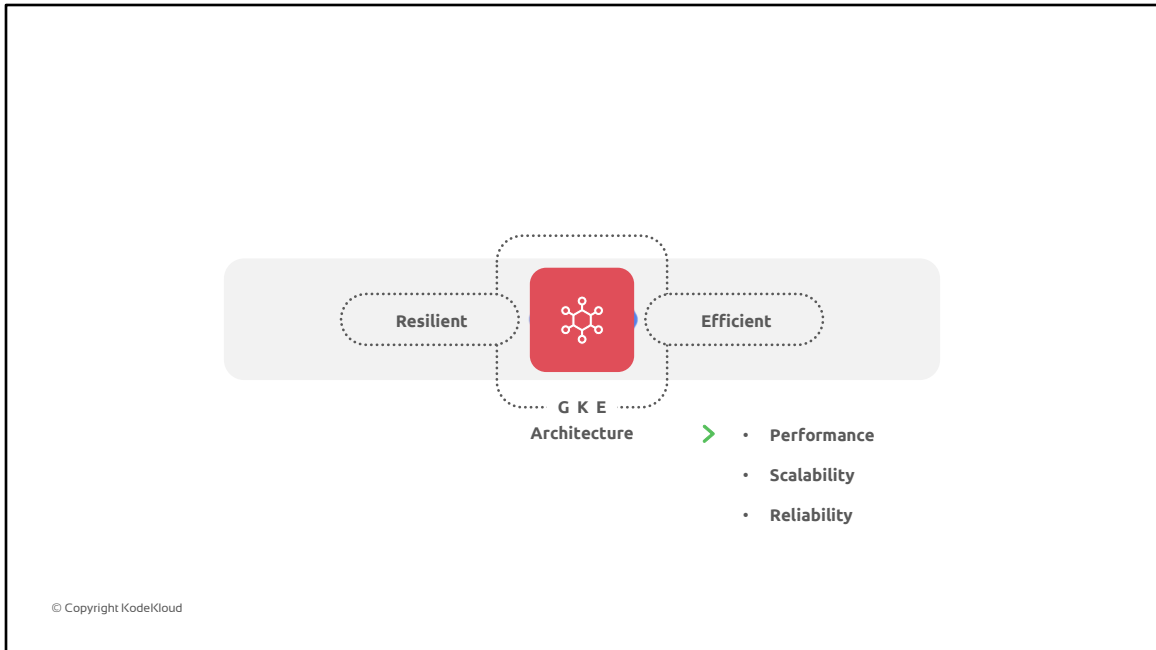 Resilient
Efficient
G K E
Architecture
• Performance
• Scalability
• Reliability
© Copyright KodeKloud